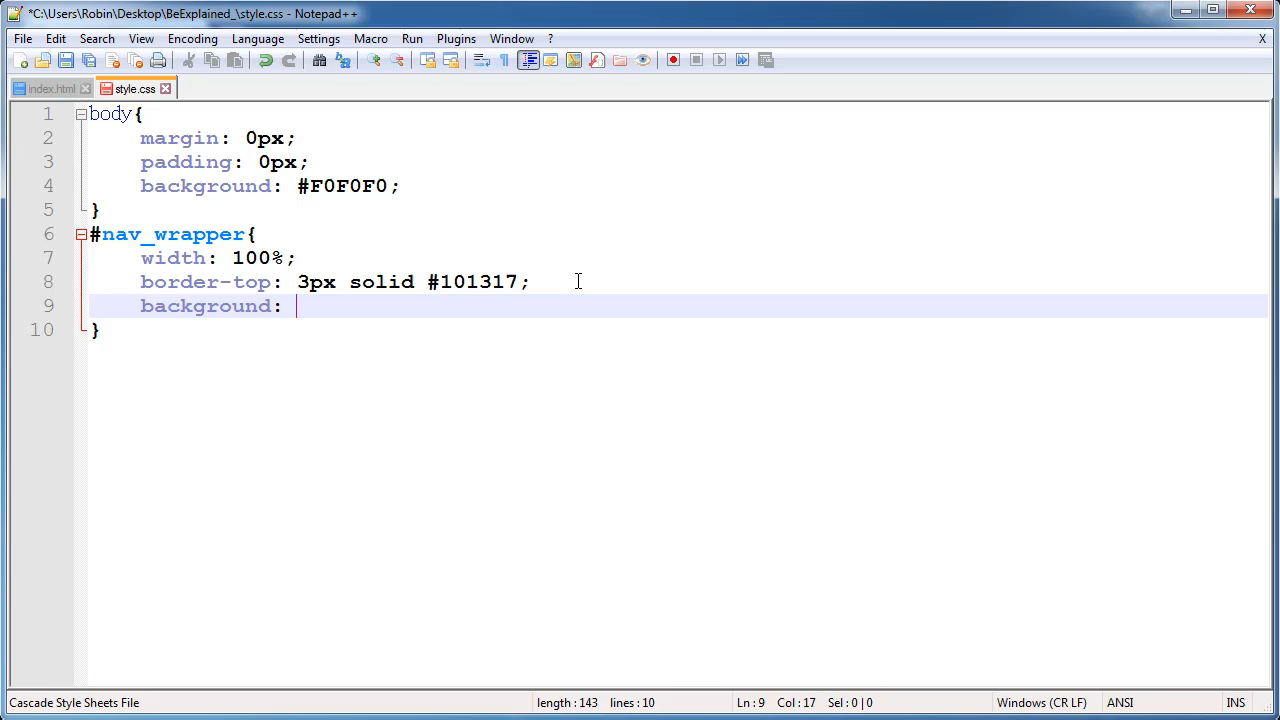 *C:\Users\Robin\Desktop\BeExplained_\style.css - Notepad++
File Edit Search View Encoding Language Settings Macro Run Plugins Window ? X
index.html style.css
1 body{
2 margin: 0px;
3 padding: 0px;
4 background: #F0F0F0;
5 }
6 #nav_wrapper{
7 width: 100%;
8 border-top: 3px solid #101317;
9 background:
10 }
Cascade Style Sheets File length : 143 lines : 10 Ln : 9 Col : 17 Sel : 0 | 0 Windows (CR LF) ANSI INS